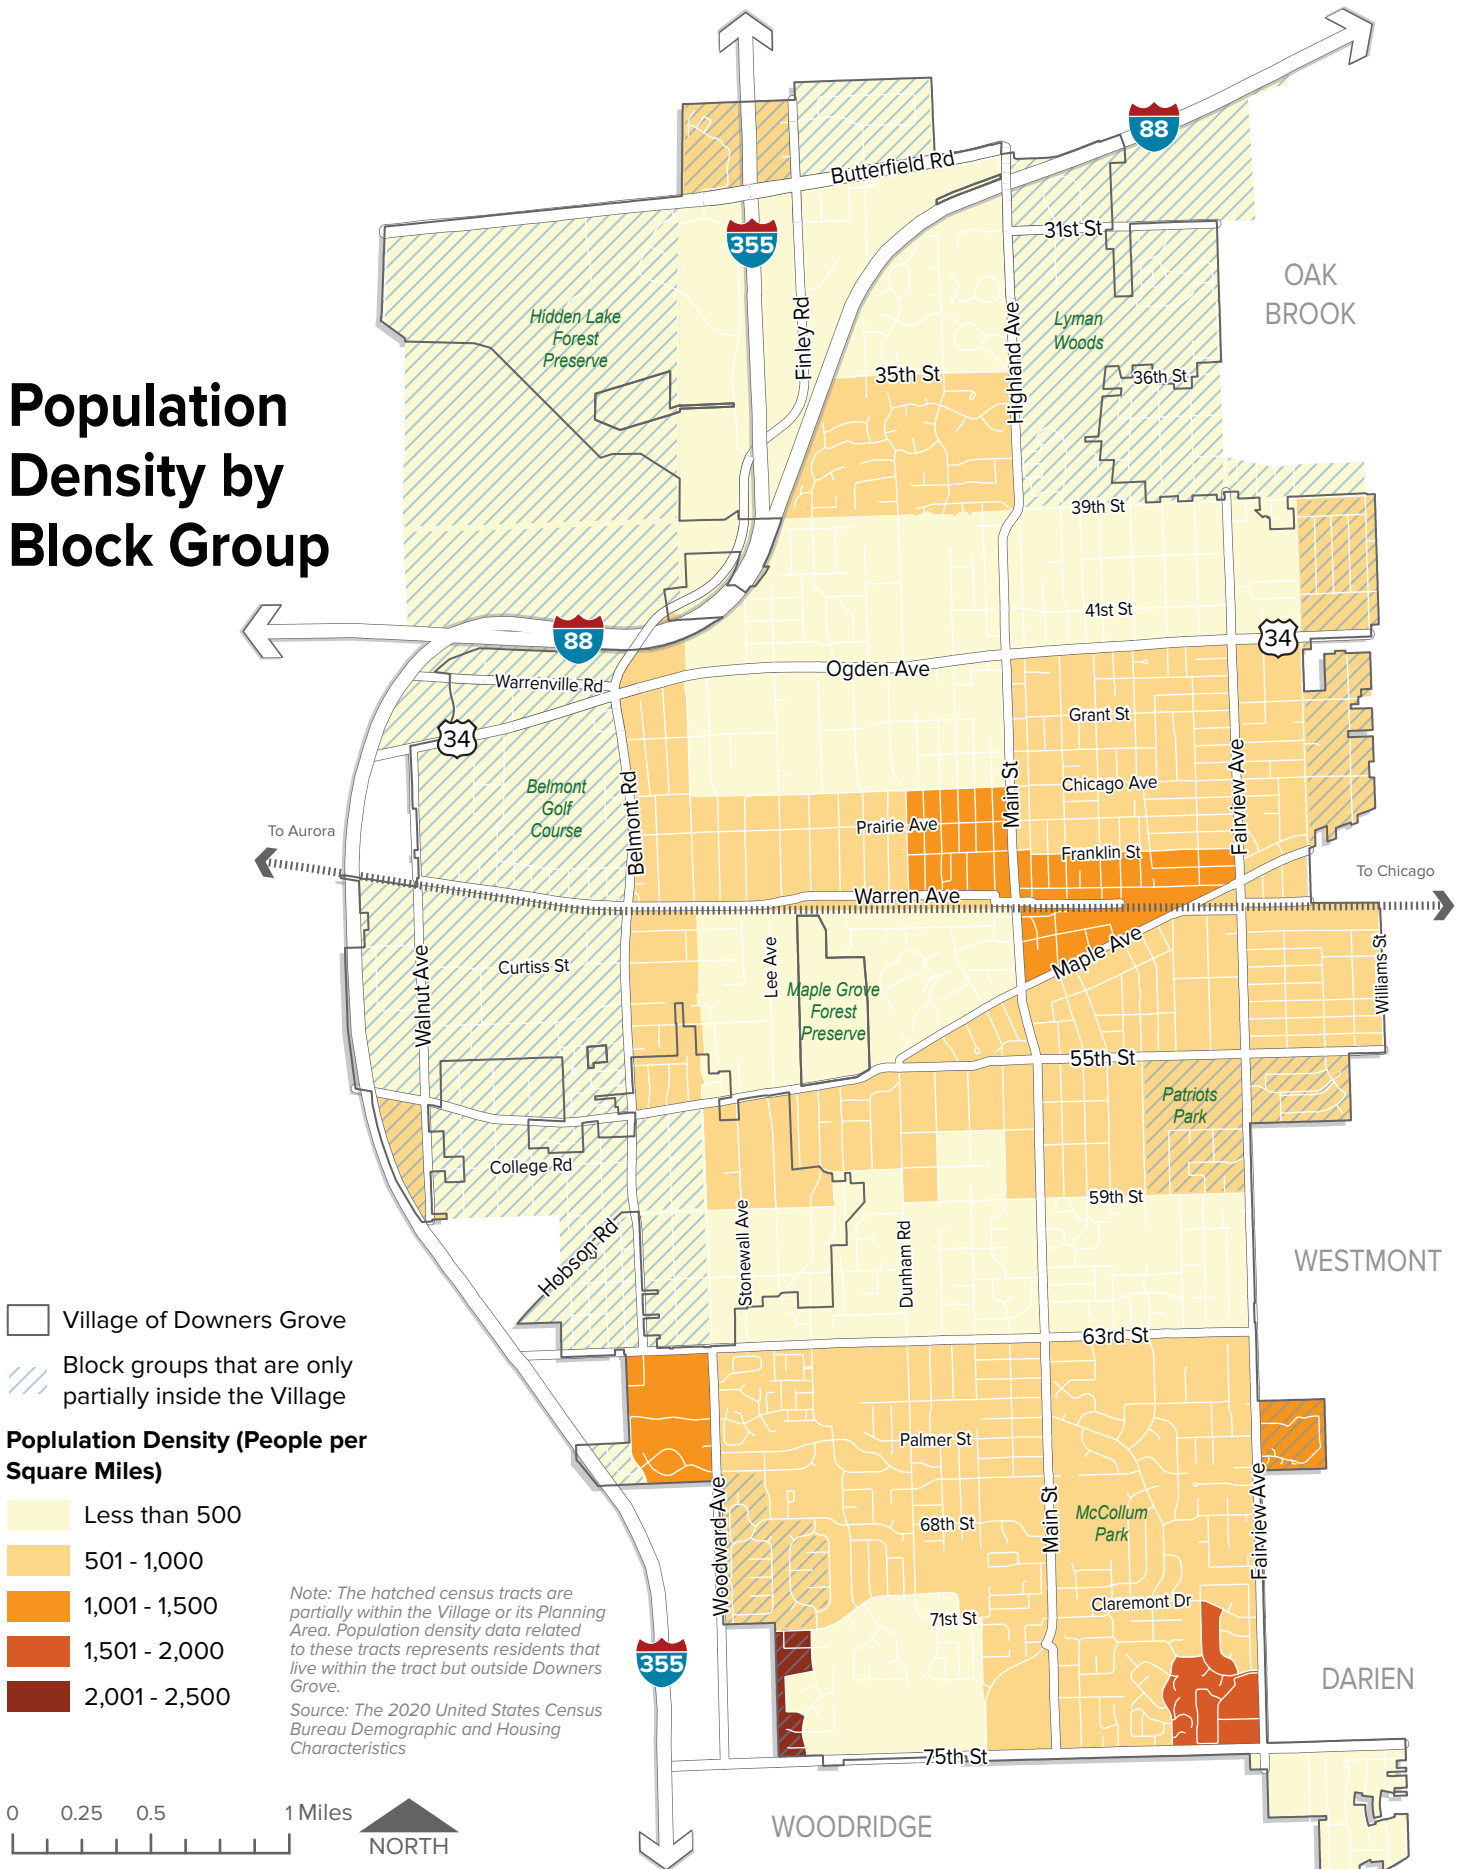 Population
Density by
Block Group
88
Butterfield Rd
355
31st St
OAK
BROOK
Hidden Lake
Forest
Preserve
Finley Rd
Highland Ave
Lyman
Woods
35th St
36th St
39th St
41st St
88
34
Ogden Ave
Warrenville Rd
34
Grant St
Belmont
Golf
Course
Belmont Rd
Main St
Chicago Ave
Fairview Ave
Prairie Ave
To Aurora
Franklin St
To Chicago
Warren Ave
Maple Ave
Walnut Ave
Curtiss St
Lee Ave
Maple Grove
Forest
Preserve
Williams St
55th St
Patriots
Park
College Rd
59th St
Hobson Rd
Stonewall Ave
Dunham Rd
WESTMONT
63rd St
Village of Downers Grove
Block groups that are only
partially inside the Village
Poplulation Density (People per
Square Miles)
Less than 500
501 - 1,000
1,001 - 1,500
1,501 - 2,000
2,001 - 2,500
Palmer St
Woodward Ave
68th St
Main St
McCollum
Park
Fairview Ave
Claremont Dr
71st St
Note: The hatched census tracts are
partially within the Village or its Planning
Area. Population density data related
to these tracts represents residents that
live within the tract but outside Downers
Grove.
Source: The 2020 United States Census
Bureau Demographic and Housing
Characteristics
355
DARIEN
75th St
0 0.25 0.5 1 Miles
NORTH
WOODRIDGE